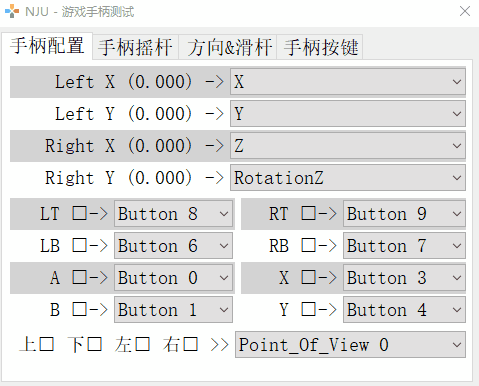 NJU - 游戏手柄测试
手柄配置 手柄摇杆 方向&滑杆 手柄按键
Left X (0.000) -> X
Left Y (0.000) -> Y
Right X (0.000) -> Z
Right Y (0.000) -> RotationZ
LT □-> Button 8 RT □-> Button 9
LB □-> Button 6 RB □-> Button 7
A □-> Button 0 X □-> Button 3
B □-> Button 1 Y □-> Button 4
上□ 下□ 左□ 右□ >> Point_Of_View 0